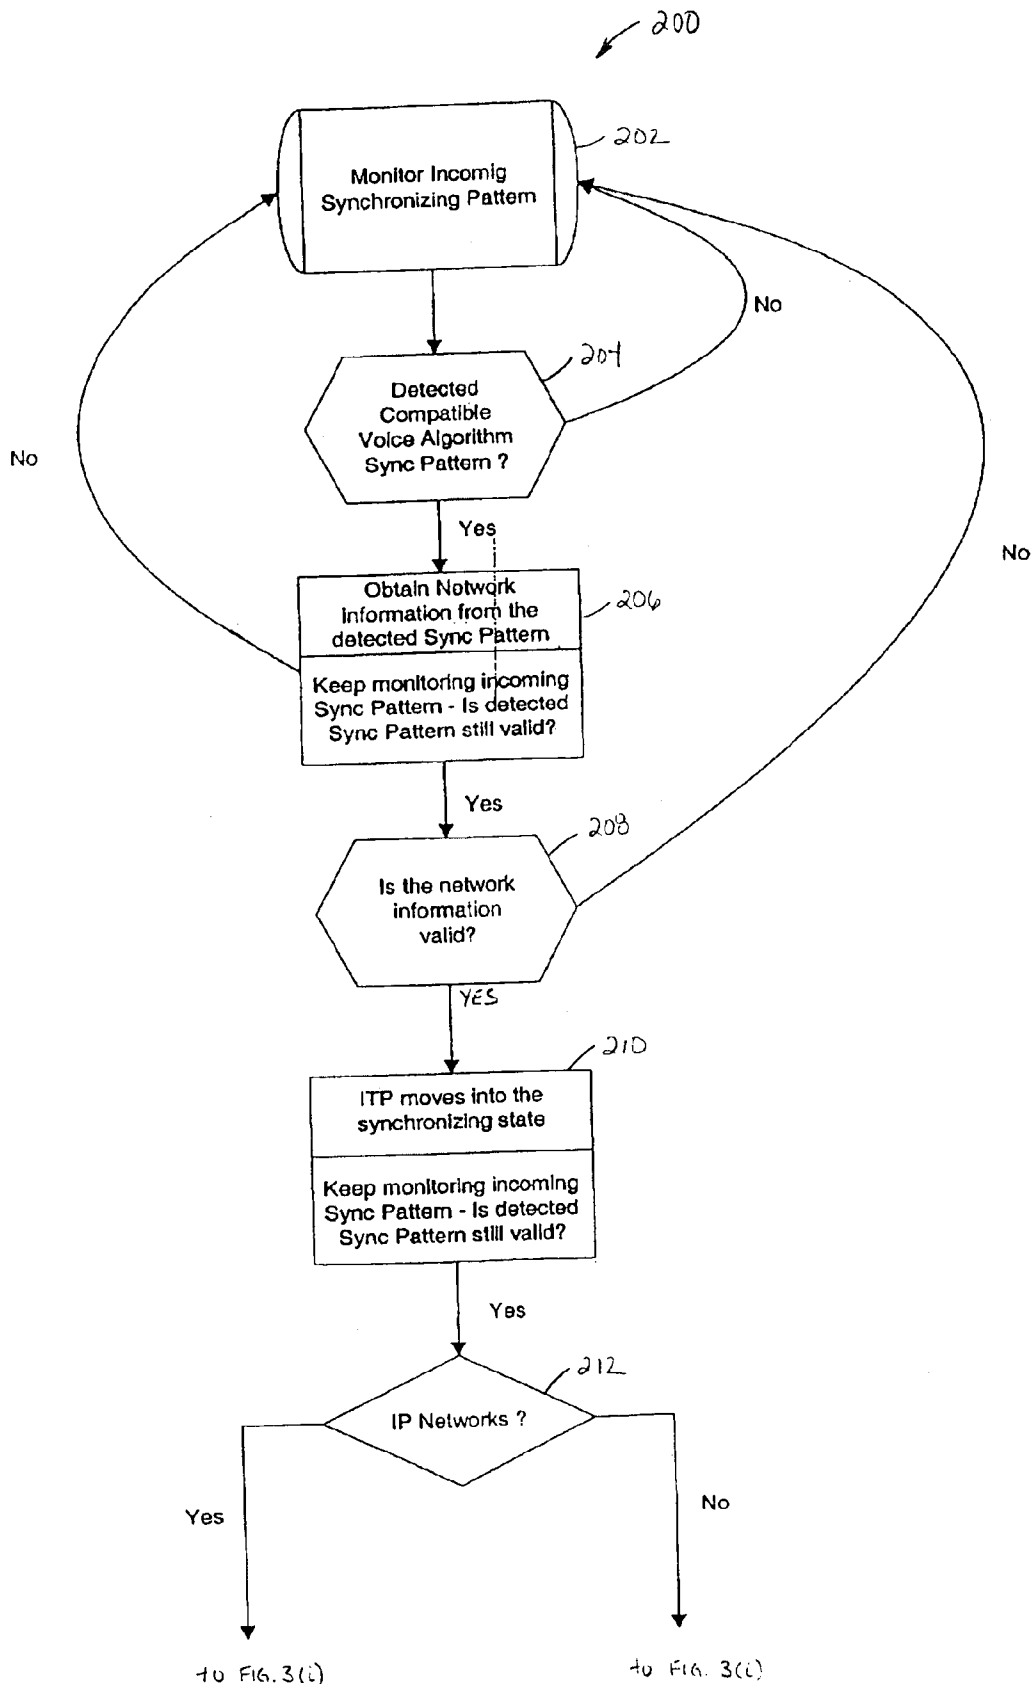 200
202
Monitor Incomig
Synchronizing Pattern
No
204
Detected
Compatible
Voice Algorithm
Sync Pattern ?
No
Yes
No
206
Obtain Network
Information from the
detected Sync Pattern
Keep monitoring incoming
Sync Pattern - Is detected
Sync Pattern still valid?
Yes
208
Is the network
information
valid?
YES
210
ITP moves into the
synchronizing state
Keep monitoring incoming
Sync Pattern - Is detected
Sync Pattern still valid?
Yes
212
IP Networks ?
Yes
No
to FIG. 3(i)
to FIG. 3(i)